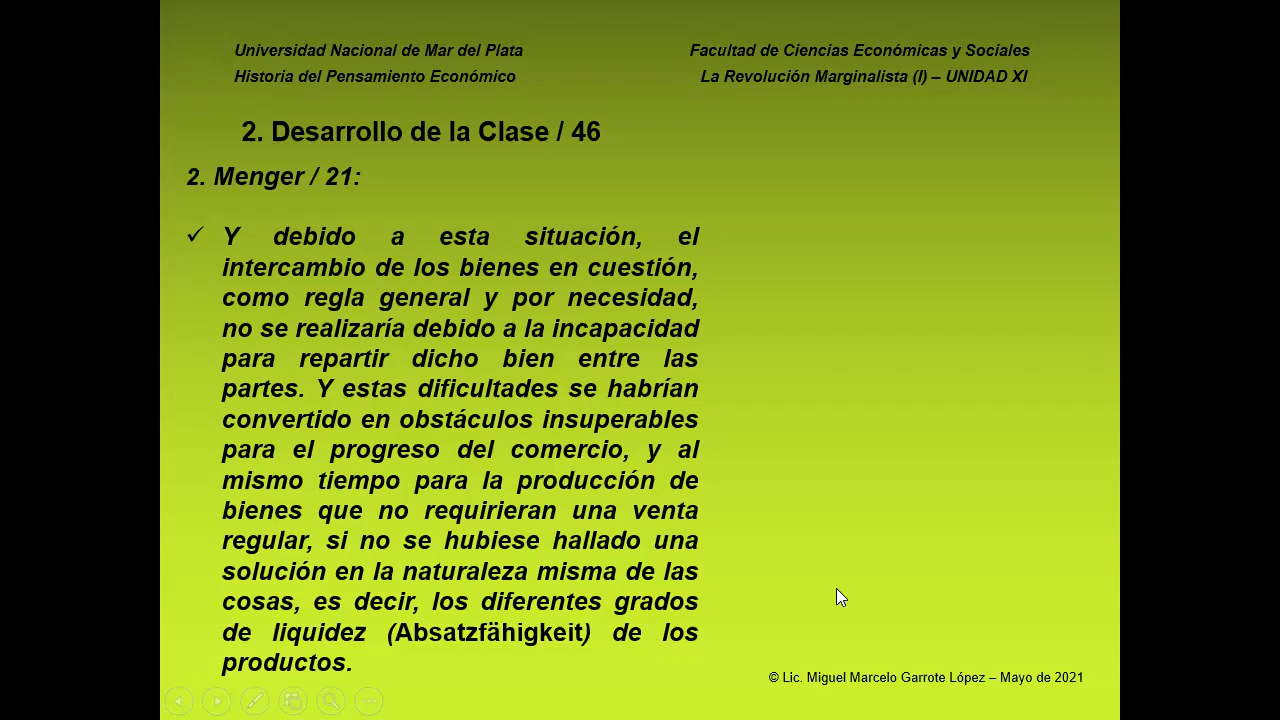 Universidad Nacional de Mar del Plata
Facultad de Ciencias Económicas y Sociales
Historia del Pensamiento Económico
La Revolución Marginalista (I) – UNIDAD XI
2. Desarrollo de la Clase / 46
2. Menger / 21:
✓ Y debido a esta situación, el
intercambio de los bienes en cuestión,
como regla general y por necesidad,
no se realizaría debido a la incapacidad
para repartir dicho bien entre las
partes. Y estas dificultades se habrían
convertido en obstáculos insuperables
para el progreso del comercio, y al
mismo tiempo para la producción de
bienes que no requirieran una venta
regular, si no se hubiese hallado una
solución en la naturaleza misma de las
cosas, es decir, los diferentes grados
de liquidez (Absatzfähigkeit) de los
productos.
© Lic. Miguel Marcelo Garrote López – Mayo de 2021